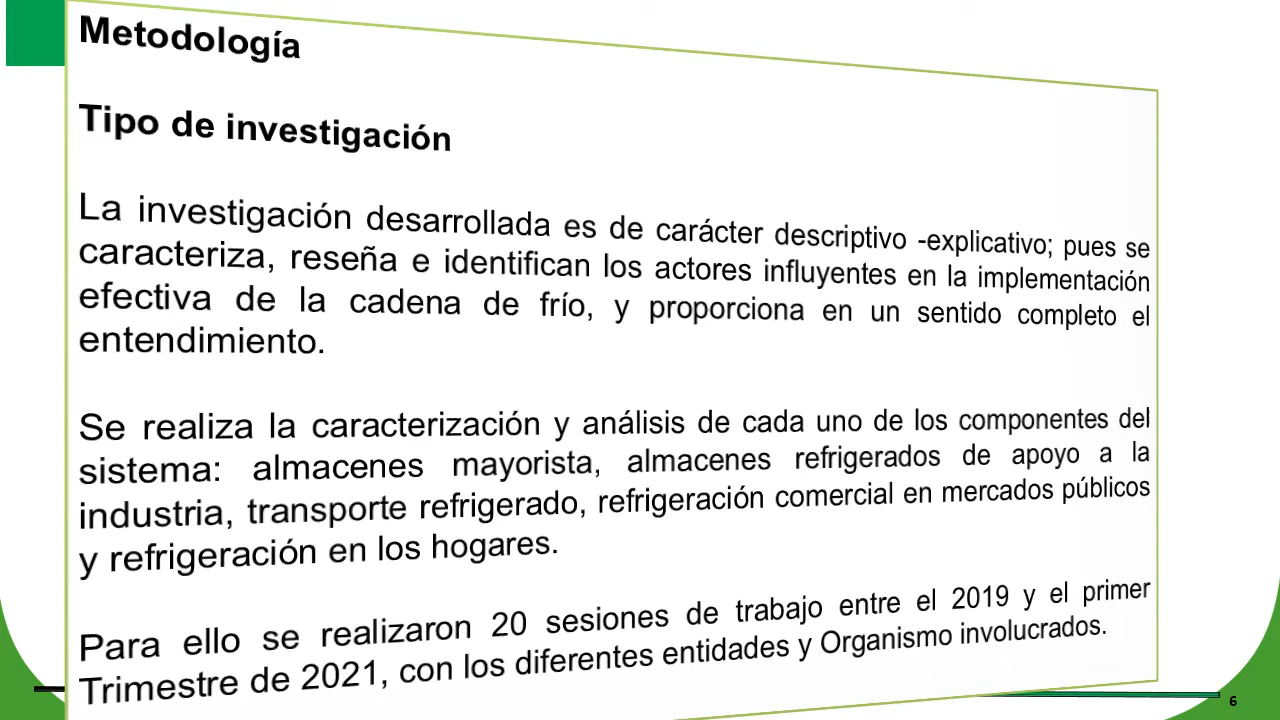 Metodología
Tipo de investigación
La investigación desarrollada es de carácter descriptivo -explicativo; pues se
caracteriza, reseña e identifican los actores influyentes en la implementación
efectiva de la cadena de frío, y proporciona en un sentido completo el
entendimiento.
Se realiza la caracterización y análisis de cada uno de los componentes del
sistema: almacenes mayorista, almacenes refrigerados de apoyo a la
industria, transporte refrigerado, refrigeración comercial en mercados públicos
y refrigeración en los hogares.
Para ello se realizaron 20 sesiones de trabajo entre el 2019 y el primer
Trimestre de 2021, con los diferentes entidades y Organismo involucrados.
6